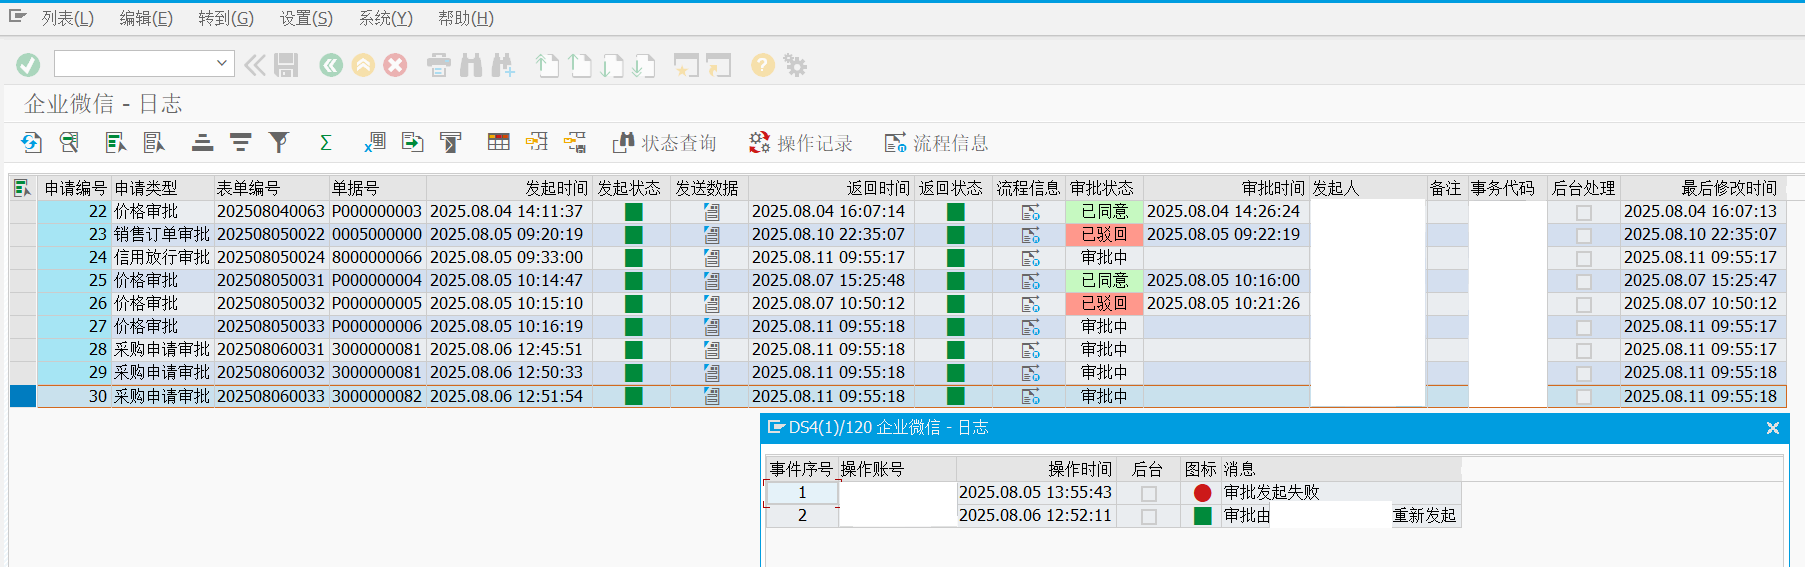 列表(L) 编辑(E) 转到(G) 设置(S) 系统(Y) 帮助(H)
企业微信 - 日志
Σ 状态查询 操作记录 流程信息
申请编号 申请类型 表单编号 单据号 发起时间 发起状态 发送数据 返回时间 返回状态 流程信息 审批状态 审批时间 发起人 备注 事务代码 后台处理 最后修改时间
22 价格审批 202508040063 P000000003 2025.08.04 14:11:37 2025.08.04 16:07:14 已同意 2025.08.04 14:26:24 2025.08.04 16:07:13
23 销售订单审批 202508050022 0005000000 2025.08.05 09:20:19 2025.08.10 22:35:07 已驳回 2025.08.05 09:22:19 2025.08.10 22:35:07
24 信用放行审批 202508050024 8000000066 2025.08.05 09:33:00 2025.08.11 09:55:17 审批中 2025.08.11 09:55:17
25 价格审批 202508050031 P000000004 2025.08.05 10:14:47 2025.08.07 15:25:48 已同意 2025.08.05 10:16:00 2025.08.07 15:25:47
26 价格审批 202508050032 P000000005 2025.08.05 10:15:10 2025.08.07 10:50:12 已驳回 2025.08.05 10:21:26 2025.08.07 10:50:12
27 价格审批 202508050033 P000000006 2025.08.05 10:16:19 2025.08.11 09:55:18 审批中 2025.08.11 09:55:17
28 采购申请审批 202508060031 3000000081 2025.08.06 12:45:51 2025.08.11 09:55:18 审批中 2025.08.11 09:55:17
29 采购申请审批 202508060032 3000000081 2025.08.06 12:50:33 2025.08.11 09:55:18 审批中 2025.08.11 09:55:18
30 采购申请审批 202508060033 3000000082 2025.08.06 12:51:54 2025.08.11 09:55:18 审批中 2025.08.11 09:55:18
DS4(1)/120 企业微信 - 日志
事件序号 操作账号 操作时间 后台 图标 消息
1 2025.08.05 13:55:43 审批发起失败
2 2025.08.06 12:52:11 审批由 重新发起